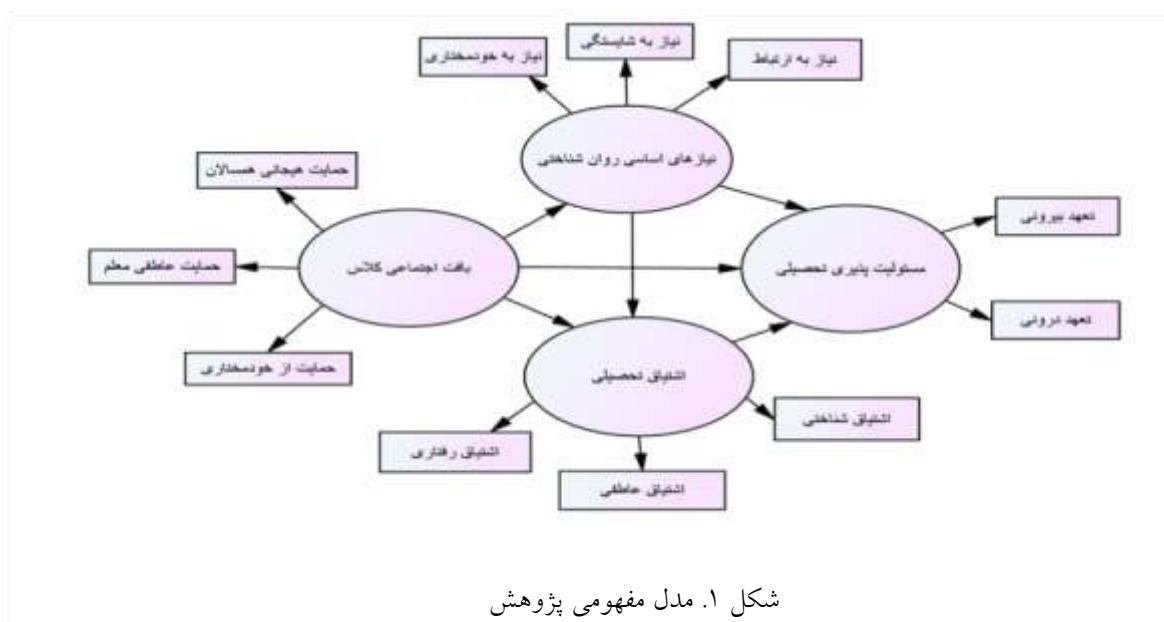 نیاز به شایستگی
نیاز به خودمختاری
نیاز به ارتباط
نیازهای اساسی روان شناختی
حمایت هیجانی همسالان
تعهد بیرونی
بافت اجتماعی کلاس
مسئولیت پذیری تحصیلی
حمایت عاطفی معلم
تعهد درونی
حمایت از خودمختاری
اشتیاق تحصیلی
اشتیاق شناختی
اشتیاق رفتاری
اشتیاق عاطفی
شکل ۱. مدل مفهومی پژوهش